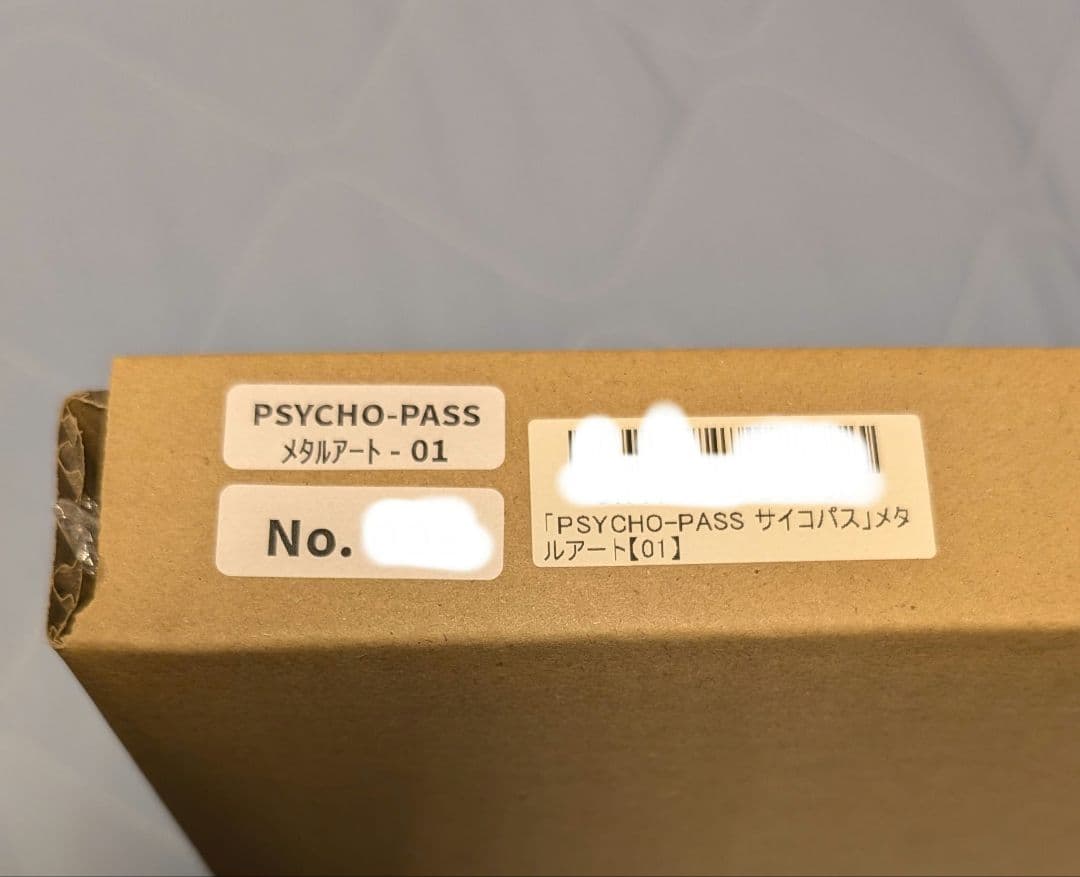 PSYCHO-PASS
メタルアート - 01
No.
「PSYCHO-PASS サイコパス」メタ
ルアート【01】